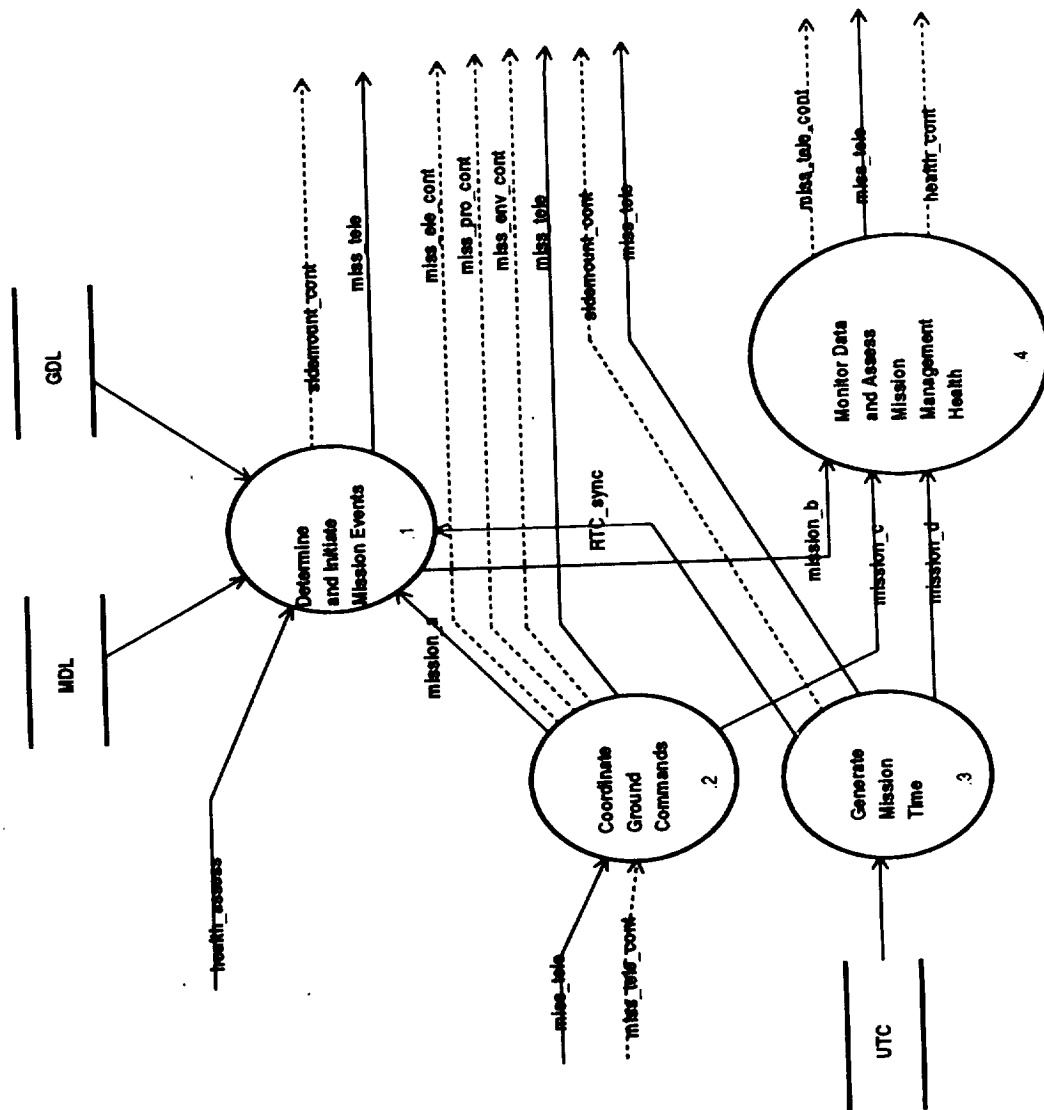 GDL
MDL
health_assess
Determine
and Initiate
Mission Events
.1
sidemount_cont
miss_tele
miss_ele_cont
miss_pro_cont
miss_env_cont
miss_tele
sidemount_cont
miss_tele
mission_a
RTC_sync
miss_tele
miss_tele_cont
Coordinate
Ground
Commands
.2
mission_b
mission_c
mission_d
UTC
Generate
Mission
Time
.3
Monitor Data
and Assess
Mission
Management
Health
4
miss_tele_cont
miss_tele
health_cont